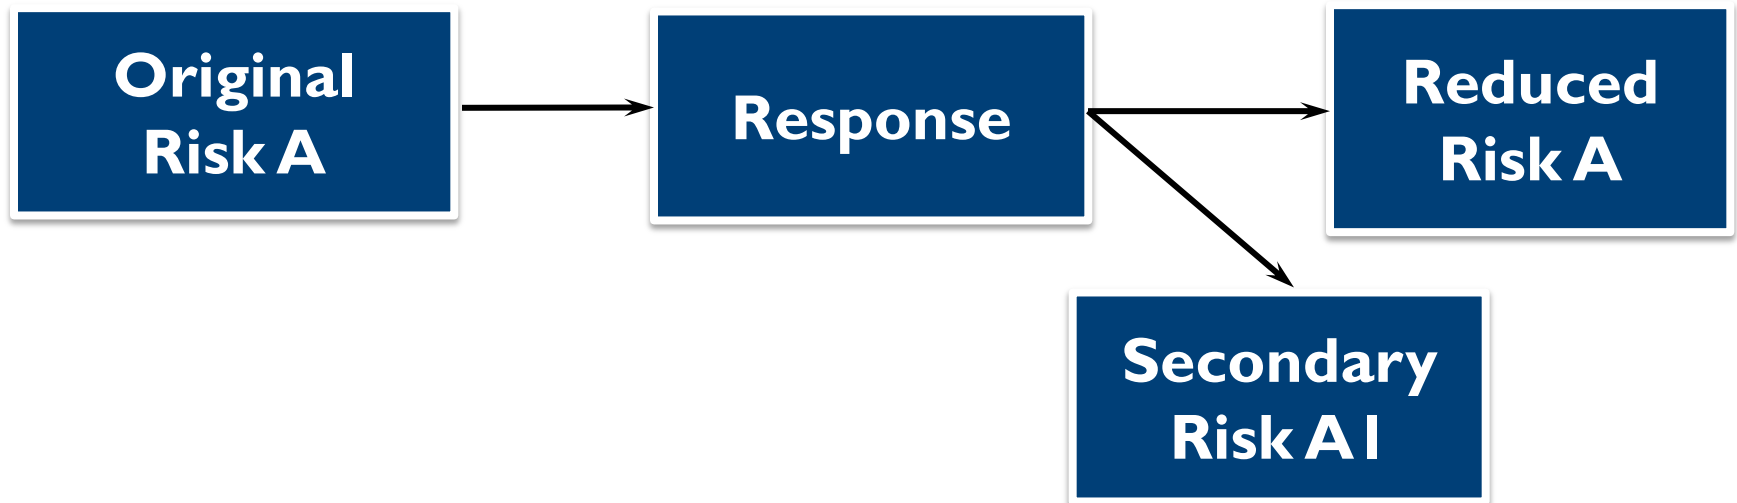 Original
Risk A
Response
Reduced
Risk A
Secondary
Risk A1